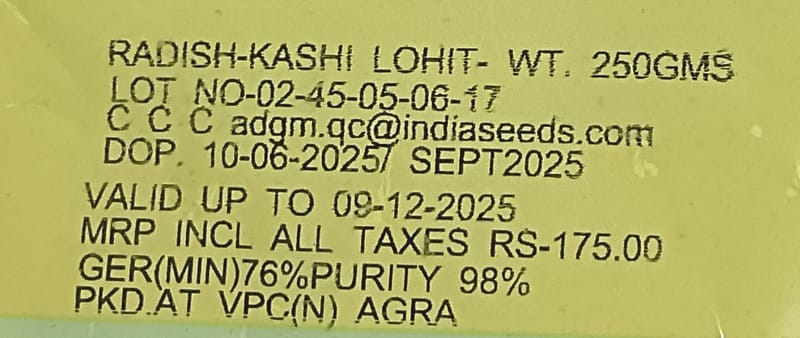 RADISH-KASHI LOHIT- WT. 250GMS
LOT NO-02-45-05-06-17
C C C adgm.qc@indiaseeds.com
DOP. 10-06-2025/ SEPT2025
VALID UP TO 09-12-2025
MRP INCL ALL TAXES RS-175.00
GER(MIN)76%PURITY 98%
PKD.AT VPC(N) AGRA